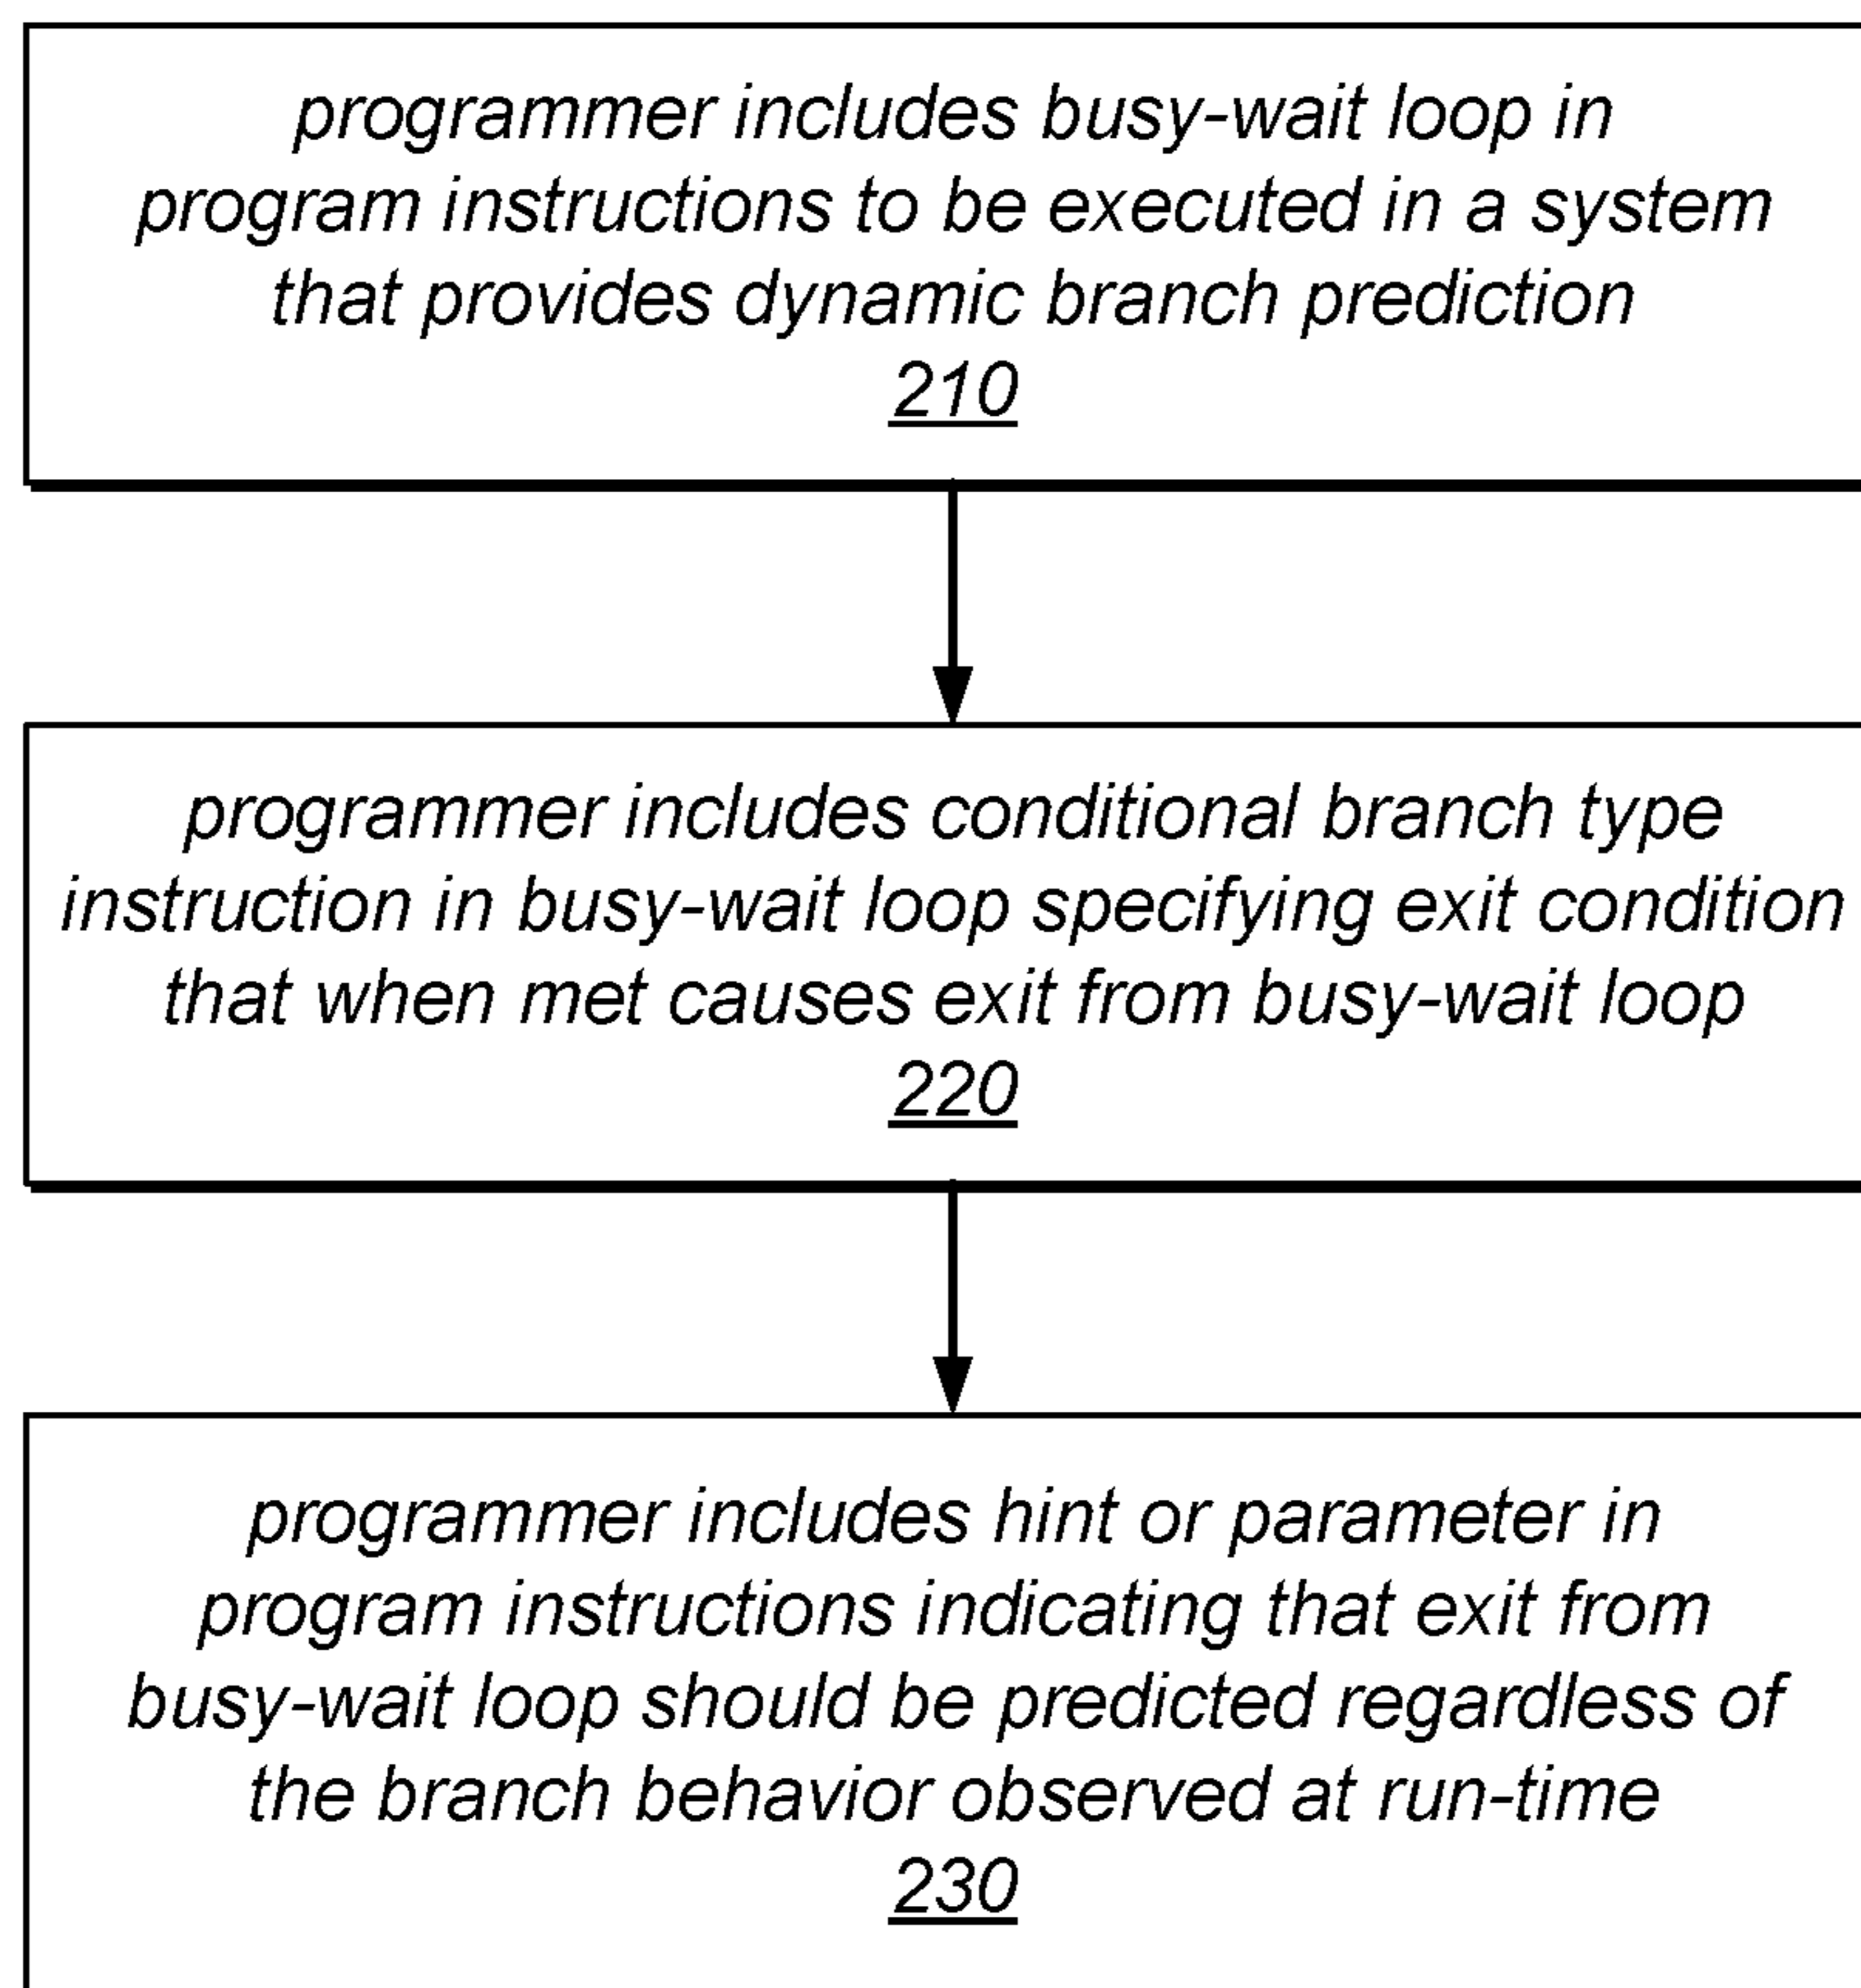 programmer includes busy-wait loop in
program instructions to be executed in a system
that provides dynamic branch prediction
210
programmer includes conditional branch type
instruction in busy-wait loop specifying exit condition
that when met causes exit from busy-wait loop
220
programmer includes hint or parameter in
program instructions indicating that exit from
busy-wait loop should be predicted regardless of
the branch behavior observed at run-time
230